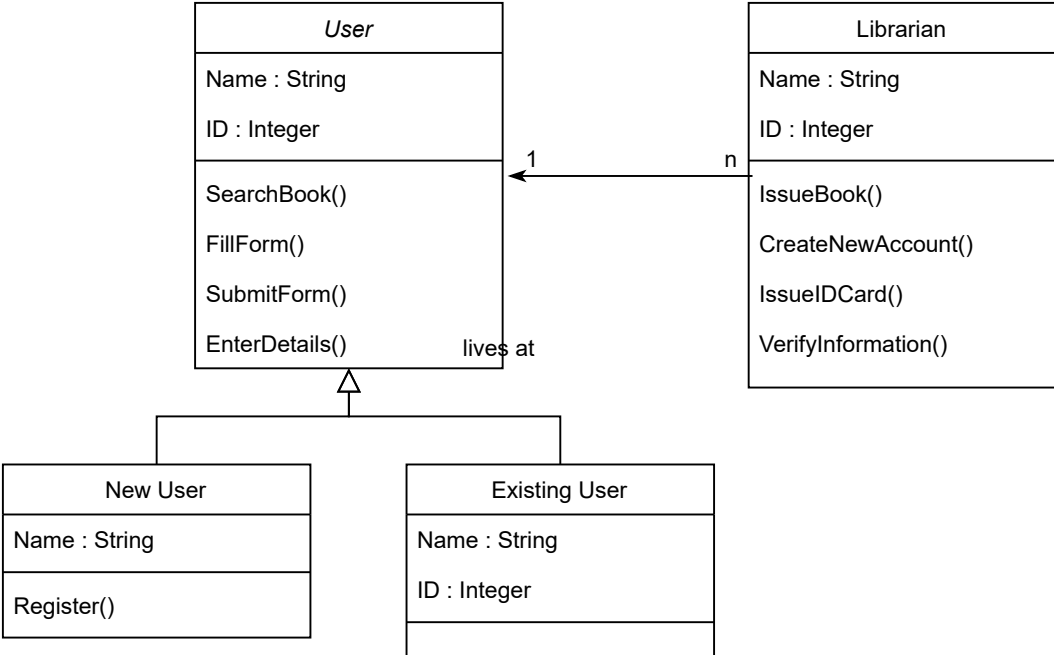 User
Name : String
ID : Integer
SearchBook()
FillForm()
SubmitForm()
EnterDetails()
lives at
1
n
Librarian
Name : String
ID : Integer
IssueBook()
CreateNewAccount()
IssueIDCard()
VerifyInformation()
New User
Name : String
Register()
Existing User
Name : String
ID : Integer